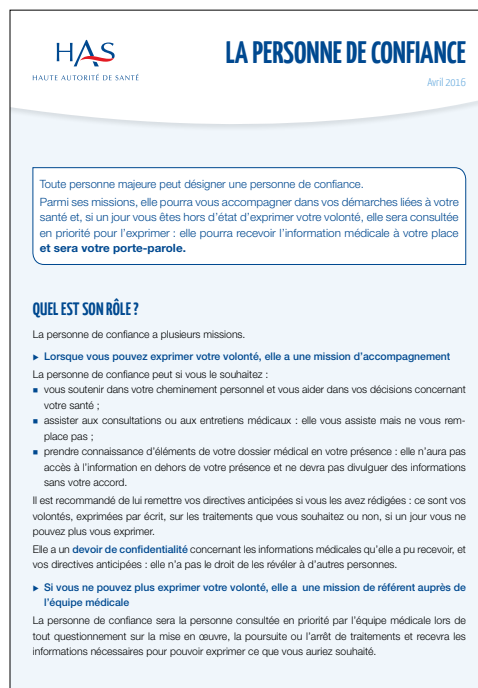 HAS
HAUTE AUTORITÉ DE SANTÉ
LA PERSONNE DE CONFIANCE
Avril 2016
Toute personne majeure peut désigner une personne de confiance.
Parmi ses missions, elle pourra vous accompagner dans vos démarches liées à votre
santé et, si un jour vous êtes hors d'état d'exprimer votre volonté, elle sera consultée
en priorité pour l'exprimer : elle pourra recevoir l'information médicale à votre place
et sera votre porte-parole.
QUEL EST SON RÔLE ?
La personne de confiance a plusieurs missions.
► Lorsque vous pouvez exprimer votre volonté, elle a une mission d'accompagnement
La personne de confiance peut si vous le souhaitez :
■ vous soutenir dans votre cheminement personnel et vous aider dans vos décisions concernant
votre santé ;
■ assister aux consultations ou aux entretiens médicaux : elle vous assiste mais ne vous rem-
place pas ;
■ prendre connaissance d'éléments de votre dossier médical en votre présence : elle n'aura pas
accès à l'information en dehors de votre présence et ne devra pas divulguer des informations
sans votre accord.
Il est recommandé de lui remettre vos directives anticipées si vous les avez rédigées : ce sont vos
volontés, exprimées par écrit, sur les traitements que vous souhaitez ou non, si un jour vous ne
pouvez plus vous exprimer.
Elle a un devoir de confidentialité concernant les informations médicales qu'elle a pu recevoir, et
vos directives anticipées : elle n'a pas le droit de les révéler à d'autres personnes.
► Si vous ne pouvez plus exprimer votre volonté, elle a une mission de référent auprès de
l'équipe médicale
La personne de confiance sera la personne consultée en priorité par l'équipe médicale lors de
tout questionnement sur la mise en œuvre, la poursuite ou l'arrêt de traitements et recevra les
informations nécessaires pour pouvoir exprimer ce que vous auriez souhaité.